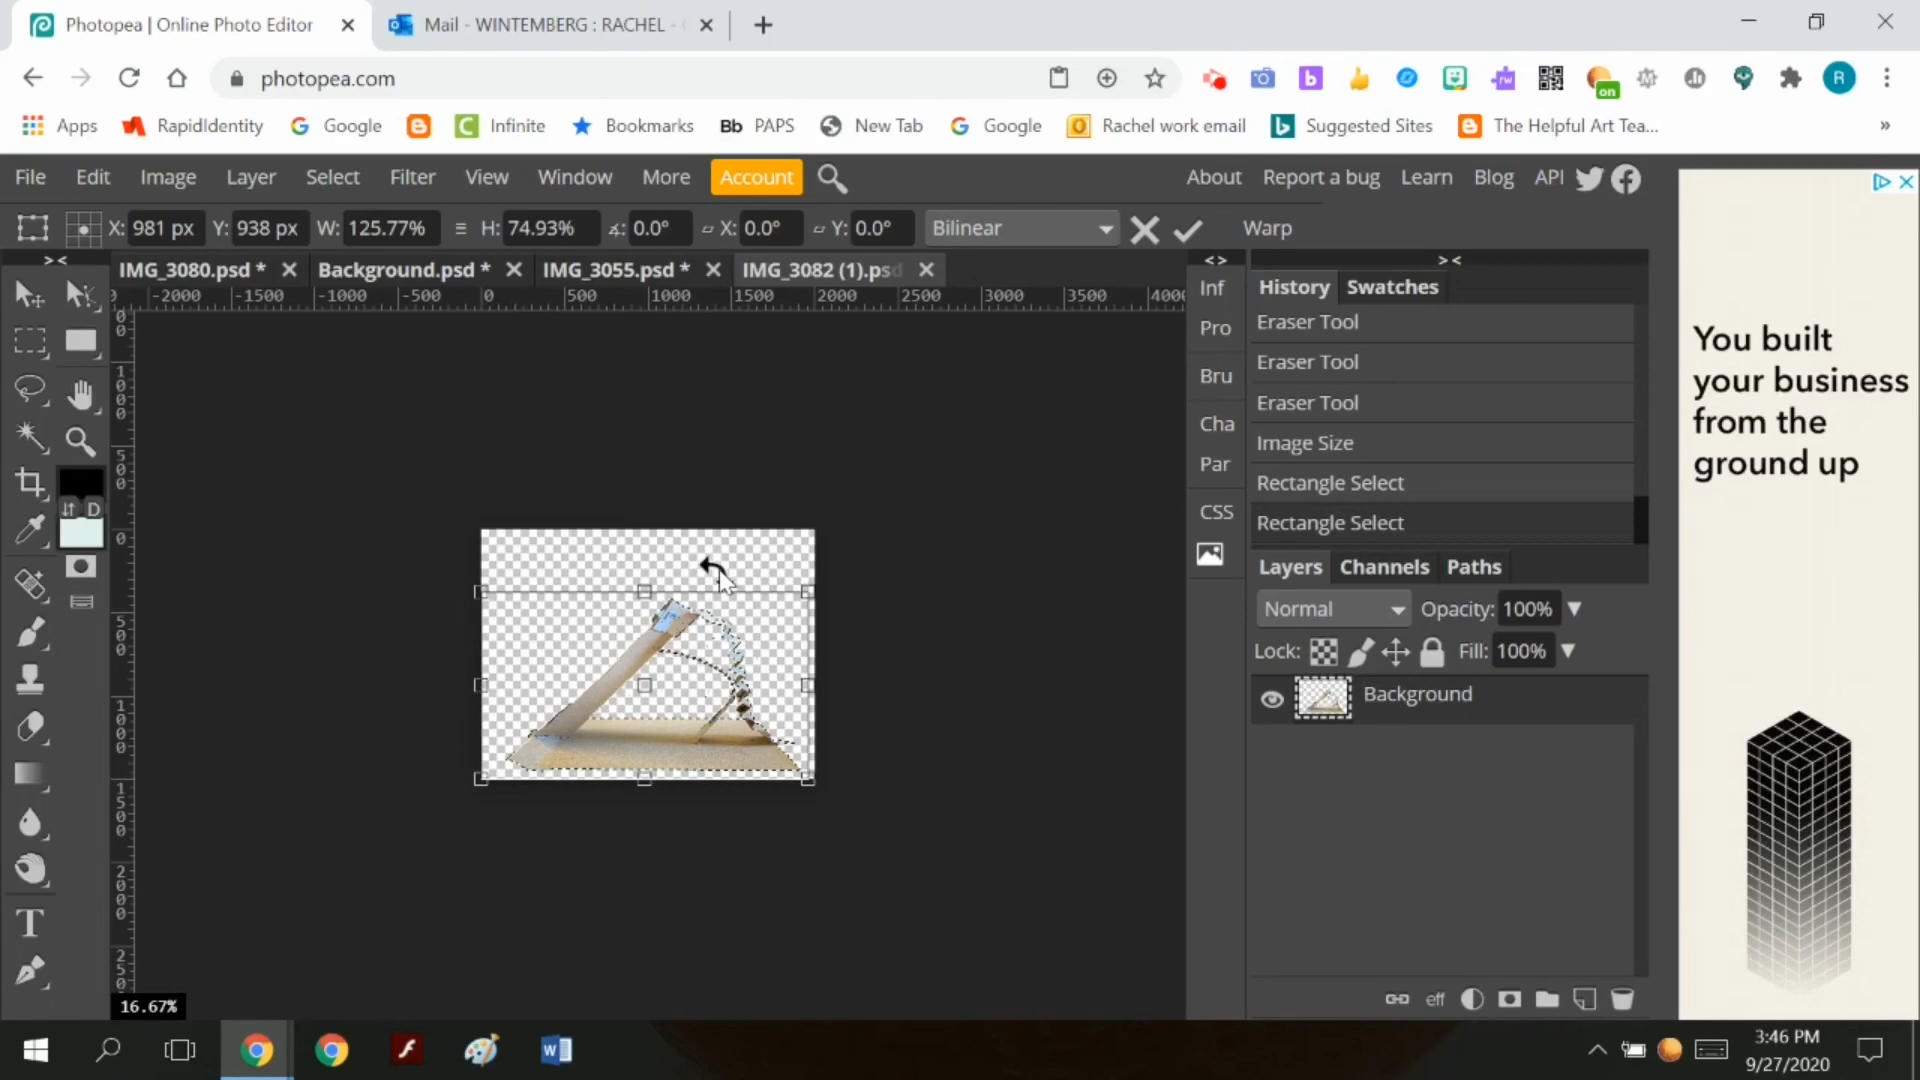 Photopea | Online Photo Editor
Mail - WINTEMBERG : RACHEL -
photopea.com
R
on
Apps RapidIdentity Google Infinite Bookmarks Bb PAPS New Tab Google Rachel work email Suggested Sites The Helpful Art Tea...
File Edit Image Layer Select Filter View Window More Account About Report a bug Learn Blog API
X: 981 px Y: 938 px W: 125.77% H: 74.93% 0.0° X: 0.0° Y: 0.0° Bilinear Warp
IMG_3080.psd * Background.psd * IMG_3055.psd * IMG_3082 (1).psd
-2000 -1500 -1000 -500 0 500 1000 1500 2000 2500 3000 3500 4000
Inf
Pro
Bru
Cha
Par
CSS
History Swatches
Eraser Tool
Eraser Tool
Eraser Tool
Image Size
Rectangle Select
Rectangle Select
Layers Channels Paths
Normal Opacity: 100%
Lock: Fill: 100%
Background
eff
D
T
16.67%
You built
your business
from the
ground up
W
3:46 PM
9/27/2020